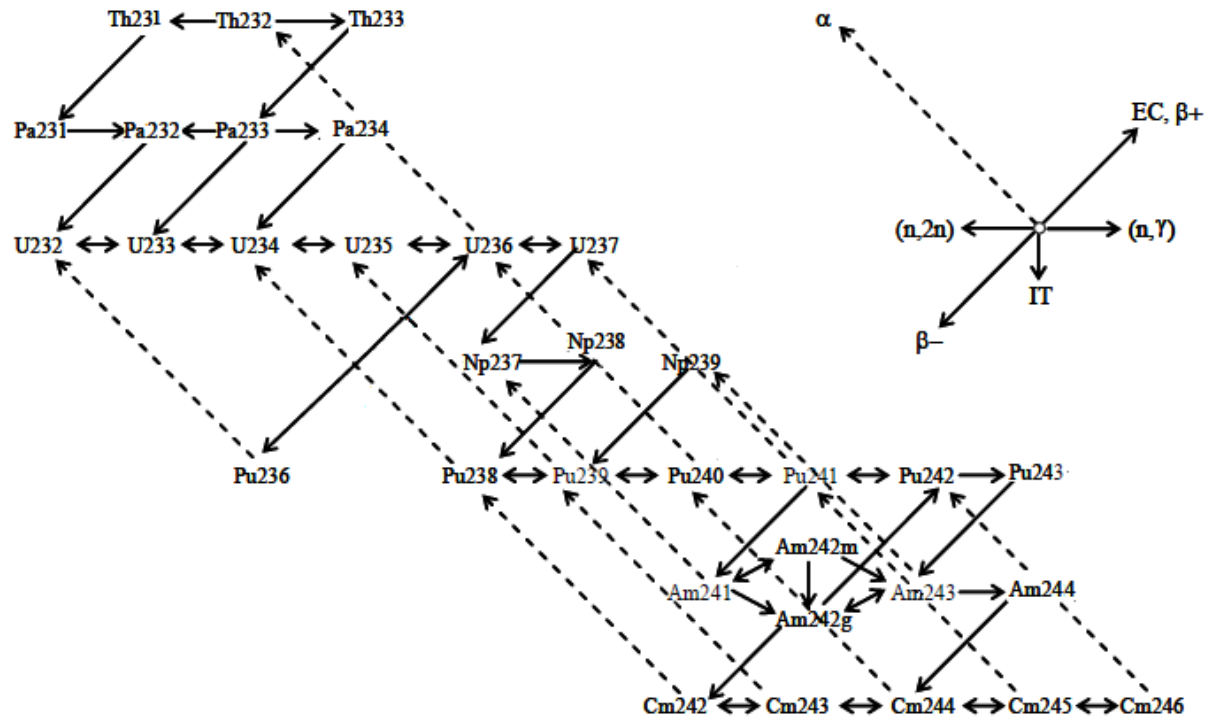 Th231 Th232 Th233
α
EC, β+
Pa231 Pa232 Pa233 Pa234
(n,2n) (n,γ)
U232 U233 U234 U235 U236 U237
IT
β−
Np237 Np238 Np239
Pu236 Pu238 Pu239 Pu240 Pu241 Pu242 Pu243
Am242m
Am241 Am243 Am244
Am242g
Cm242 Cm243 Cm244 Cm245 Cm246